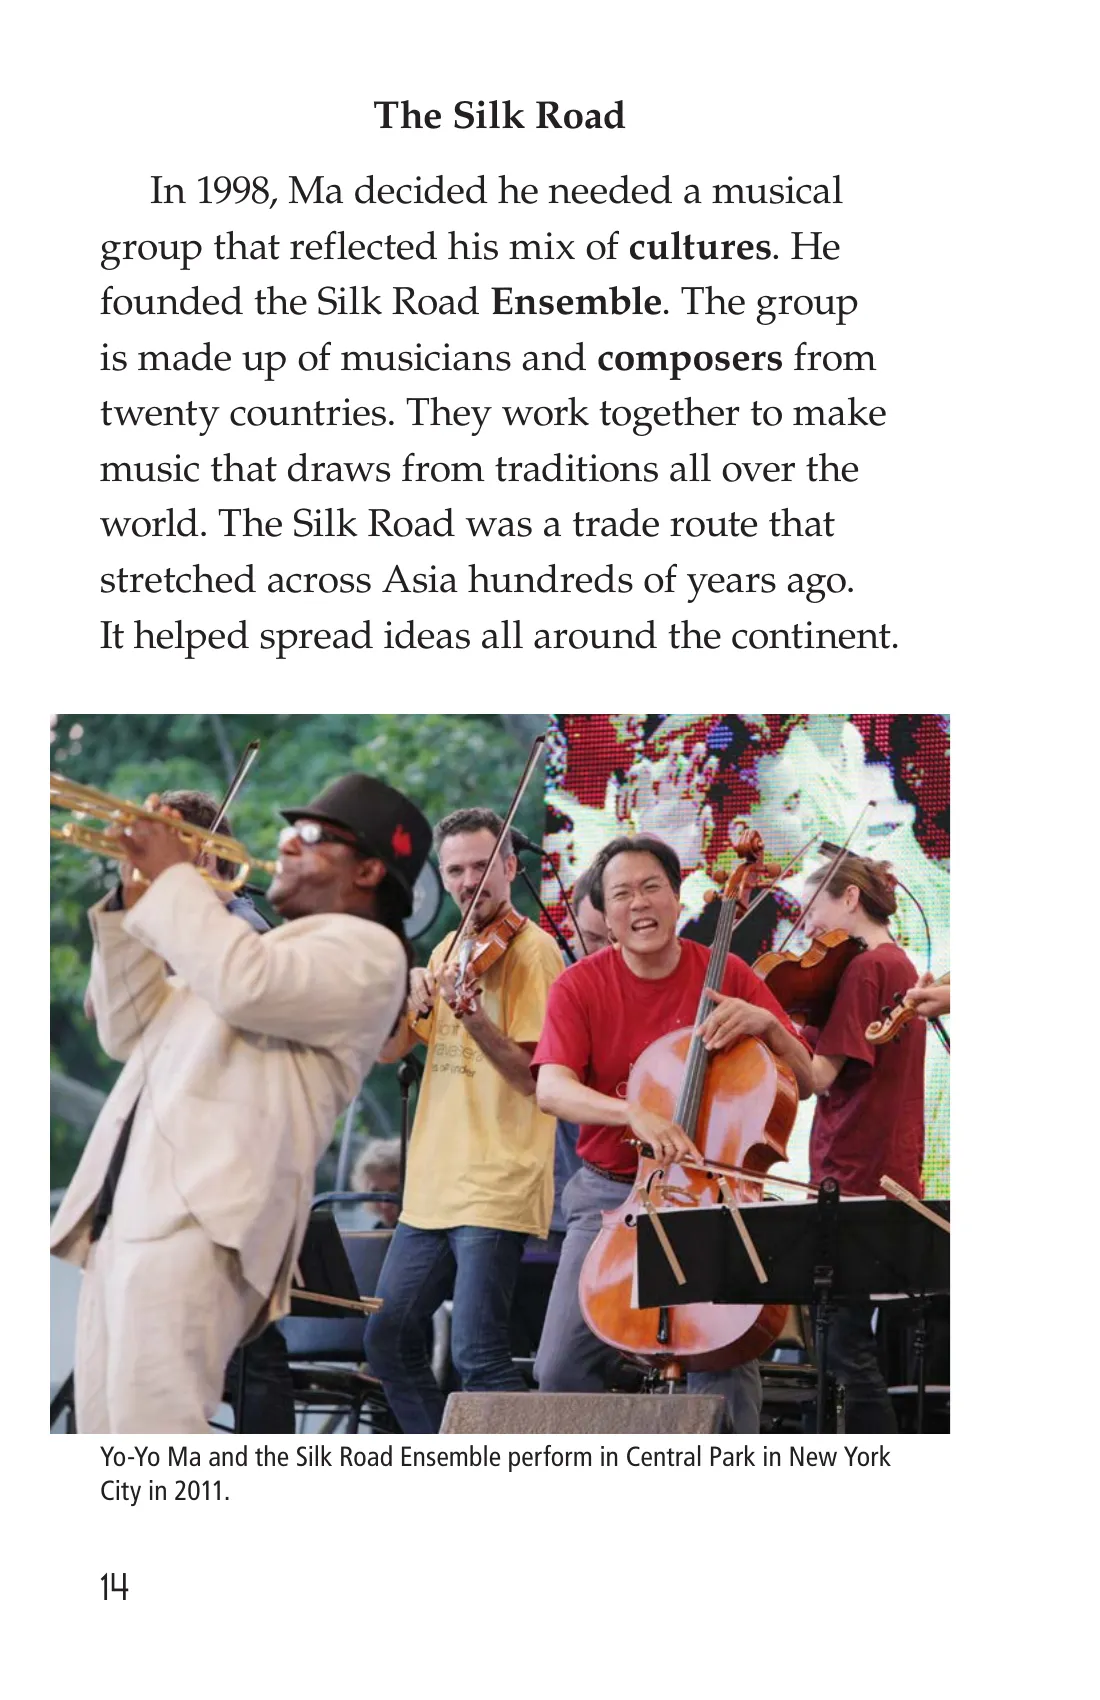 The Silk Road
In 1998, Ma decided he needed a musical
group that reflected his mix of cultures. He
founded the Silk Road Ensemble. The group
is made up of musicians and composers from
twenty countries. They work together to make
music that draws from traditions all over the
world. The Silk Road was a trade route that
stretched across Asia hundreds of years ago.
It helped spread ideas all around the continent.
Yo-Yo Ma and the Silk Road Ensemble perform in Central Park in New York
City in 2011.
14